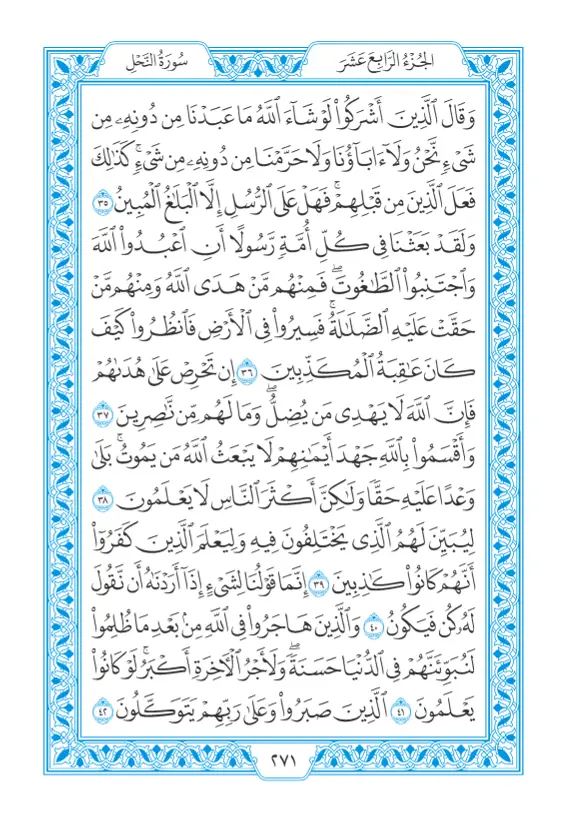 الجُزْءُ الرَّابِعَ عَشَرَ
سُورَةُ النَّحْلِ
وَقَالَ ٱلَّذِينَ أَشْرَكُواْ لَوْ شَآءَ ٱللَّهُ مَا عَبَدْنَا مِن دُونِهِۦ مِن
شَيْءٖ نَّحْنُ وَلَآ ءَابَآؤُنَا وَلَا حَرَّمْنَا مِن دُونِهِۦ مِن شَيْءٖۚ كَذَٰلِكَ
فَعَلَ ٱلَّذِينَ مِن قَبْلِهِمْۚ فَهَلْ عَلَى ٱلرُّسُلِ إِلَّا ٱلْبَلَٰغُ ٱلْمُبِينُ ٣٥
وَلَقَدْ بَعَثْنَا فِي كُلِّ أُمَّةٖ رَّسُولًا أَنِ ٱعْبُدُواْ ٱللَّهَ
وَٱجْتَنِبُواْ ٱلطَّٰغُوتَۖ فَمِنْهُم مَّنْ هَدَى ٱللَّهُ وَمِنْهُم مَّنْ
حَقَّتْ عَلَيْهِ ٱلضَّلَٰلَةُۚ فَسِيرُواْ فِي ٱلْأَرْضِ فَٱنظُرُواْ كَيْفَ
كَانَ عَٰقِبَةُ ٱلْمُكَذِّبِينَ ٣٦ إِن تَحْرِصْ عَلَىٰ هُدَىٰهُمْ
فَإِنَّ ٱللَّهَ لَا يَهْدِي مَن يُضِلُّۖ وَمَا لَهُم مِّن نَّٰصِرِينَ ٣٧
وَأَقْسَمُواْ بِٱللَّهِ جَهْدَ أَيْمَٰنِهِمْ لَا يَبْعَثُ ٱللَّهُ مَن يَمُوتُۚ بَلَىٰ
وَعْدًا عَلَيْهِ حَقّٗا وَلَٰكِنَّ أَكْثَرَ ٱلنَّاسِ لَا يَعْلَمُونَ ٣٨
لِيُبَيِّنَ لَهُمُ ٱلَّذِي يَخْتَلِفُونَ فِيهِ وَلِيَعْلَمَ ٱلَّذِينَ كَفَرُوٓاْ
أَنَّهُمْ كَانُواْ كَٰذِبِينَ ٣٩ إِنَّمَا قَوْلُنَا لِشَيْءٍ إِذَآ أَرَدْنَٰهُ أَن نَّقُولَ
لَهُۥ كُن فَيَكُونُ ٤٠ وَٱلَّذِينَ هَاجَرُواْ فِي ٱللَّهِ مِنۢ بَعْدِ مَا ظُلِمُواْ
لَنُبَوِّئَنَّهُمْ فِي ٱلدُّنْيَا حَسَنَةٗۖ وَلَأَجْرُ ٱلْأٓخِرَةِ أَكْبَرُۚ لَوْ كَانُواْ
يَعْلَمُونَ ٤١ ٱلَّذِينَ صَبَرُواْ وَعَلَىٰ رَبِّهِمْ يَتَوَكَّلُونَ ٤٢
٢٧١